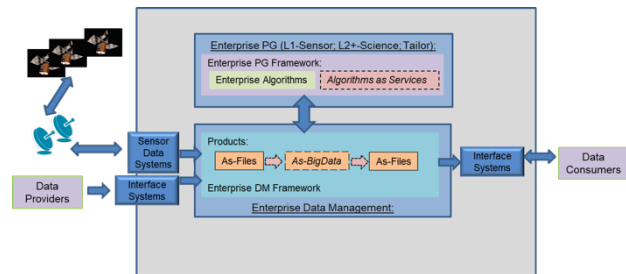 Enterprise PG (L1-Sensor; L2+-Science; Tailor):
Enterprise PG Framework:
Enterprise Algorithms
Algorithms as Services
Sensor
Data
Systems
Products:
As-Files
As-BigData
As-Files
Enterprise DM Framework
Enterprise Data Management:
Interface
Systems
Data
Providers
Interface
Systems
Data
Consumers